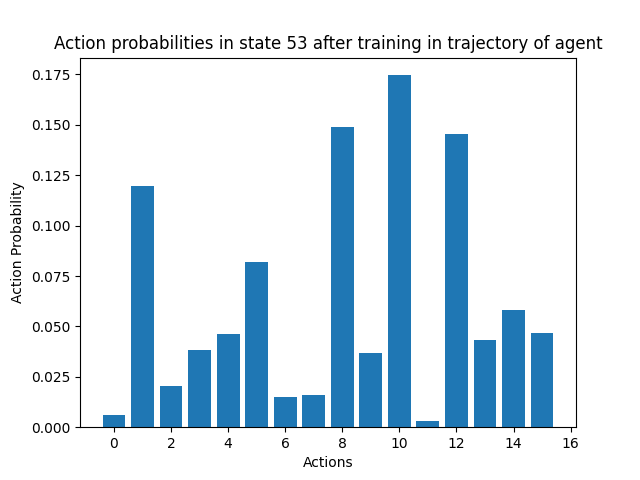 Action probabilities in state 53 after training in trajectory of agent
0.175
0.150
0.125
0.100
0.075
0.050
0.025
0.000
Action Probability
0 2 4 6 8 10 12 14 16
Actions